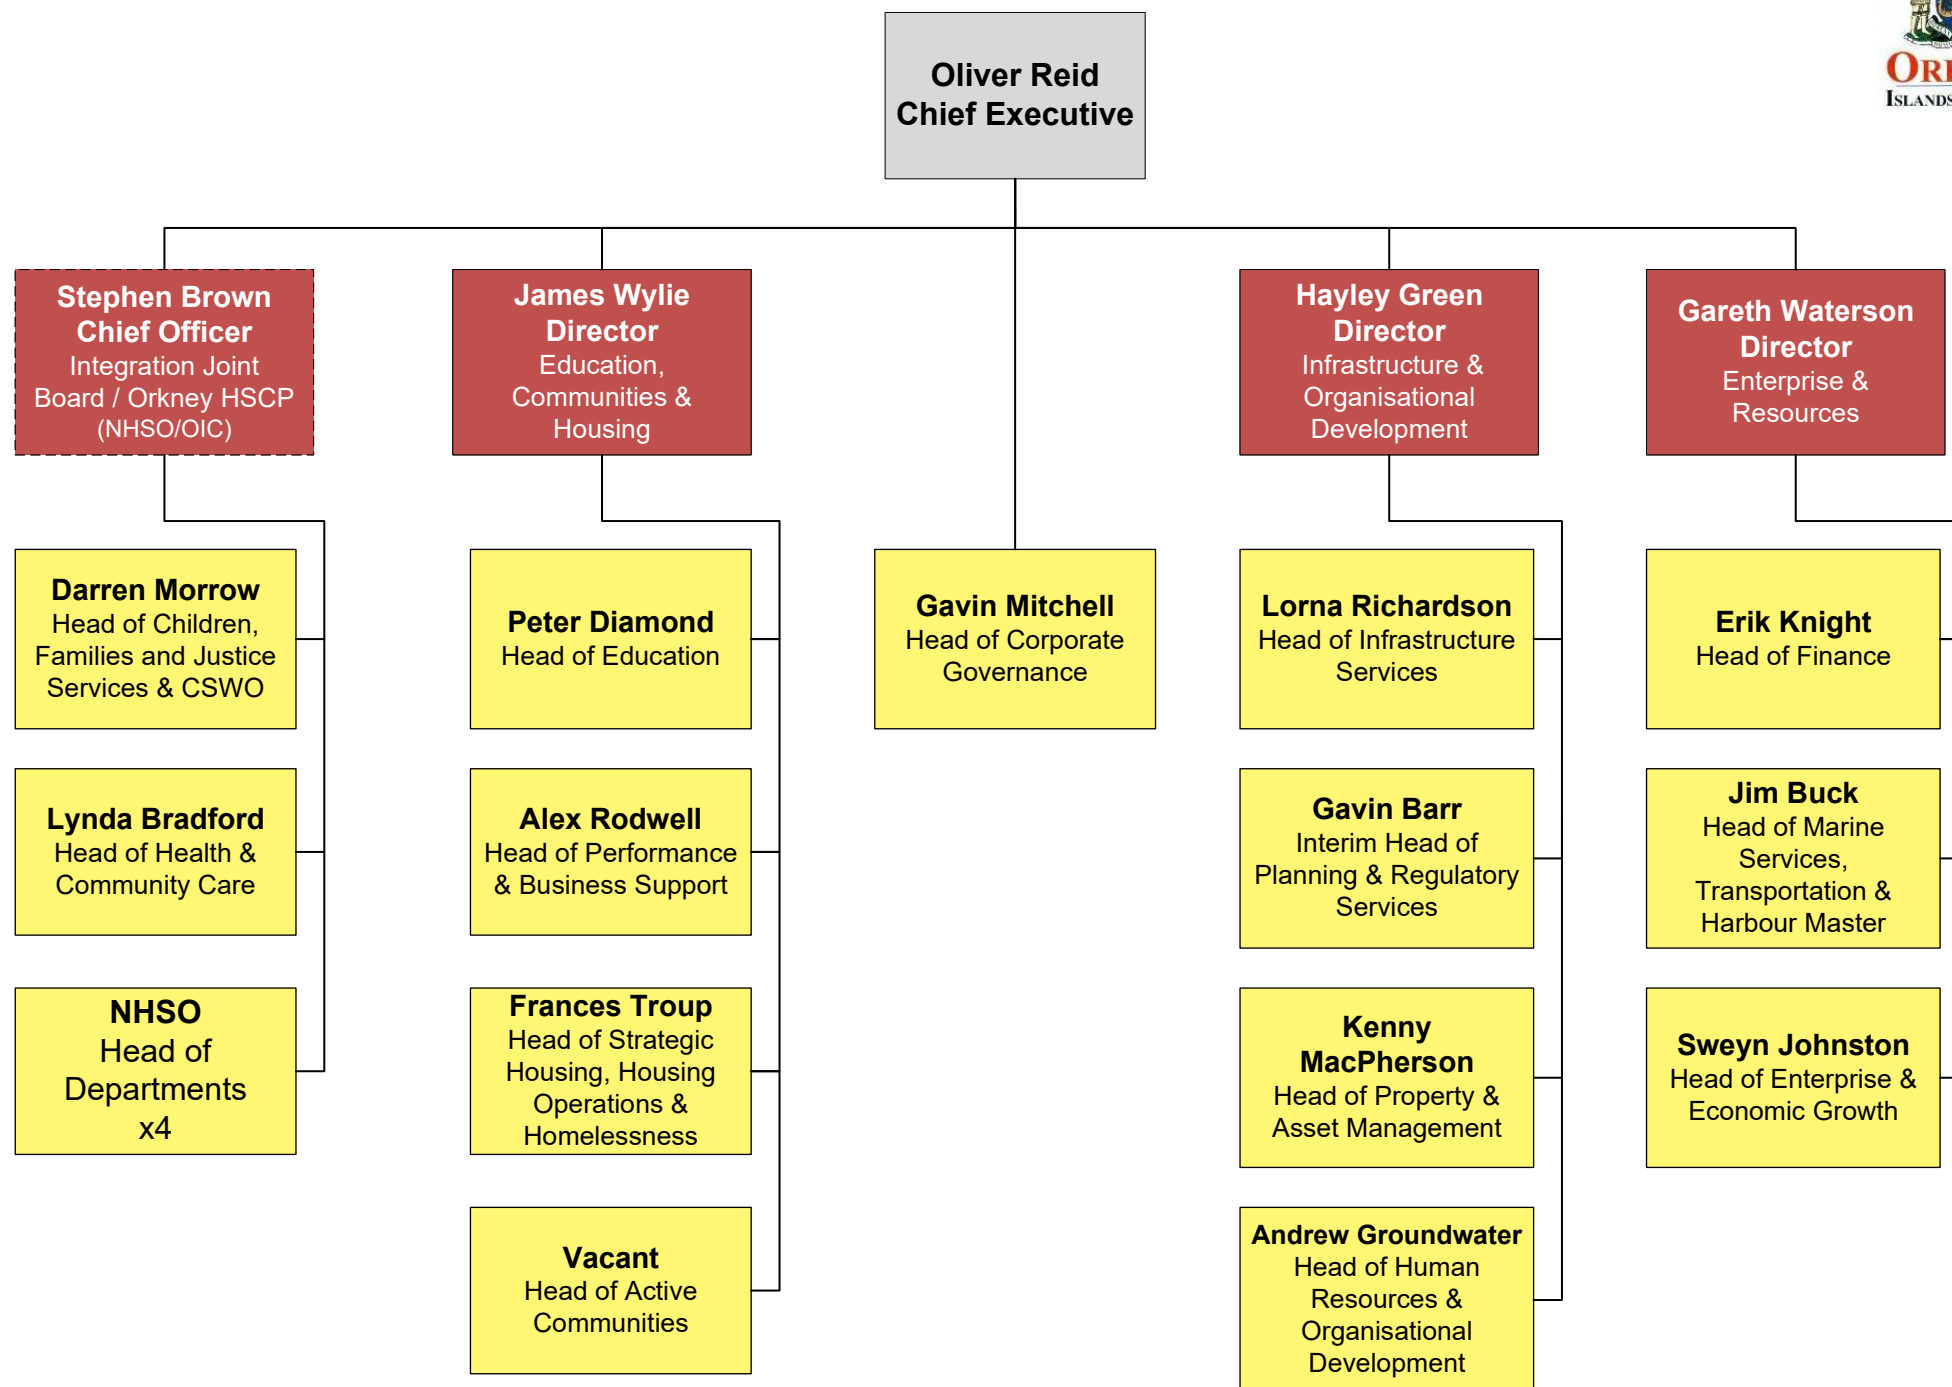 Oliver Reid
Chief Executive
ISLANDS
Stephen Brown
Chief Officer
Integration Joint
Board / Orkney HSCP
(NHSO/OIC)
James Wylie
Director
Education,
Communities &
Housing
Hayley Green
Director
Infrastructure &
Organisational
Development
Gareth Waterson
Director
Enterprise &
Resources
Darren Morrow
Head of Children,
Families and Justice
Services & CSWO
Peter Diamond
Head of Education
Gavin Mitchell
Head of Corporate
Governance
Lorna Richardson
Head of Infrastructure
Services
Erik Knight
Head of Finance
Lynda Bradford
Head of Health &
Community Care
Alex Rodwell
Head of Performance
& Business Support
Gavin Barr
Interim Head of
Planning & Regulatory
Services
Jim Buck
Head of Marine
Services,
Transportation &
Harbour Master
NHSO
Head of
Departments
x4
Frances Troup
Head of Strategic
Housing, Housing
Operations &
Homelessness
Kenny
MacPherson
Head of Property &
Asset Management
Sweyn Johnston
Head of Enterprise &
Economic Growth
Vacant
Head of Active
Communities
Andrew Groundwater
Head of Human
Resources &
Organisational
Development